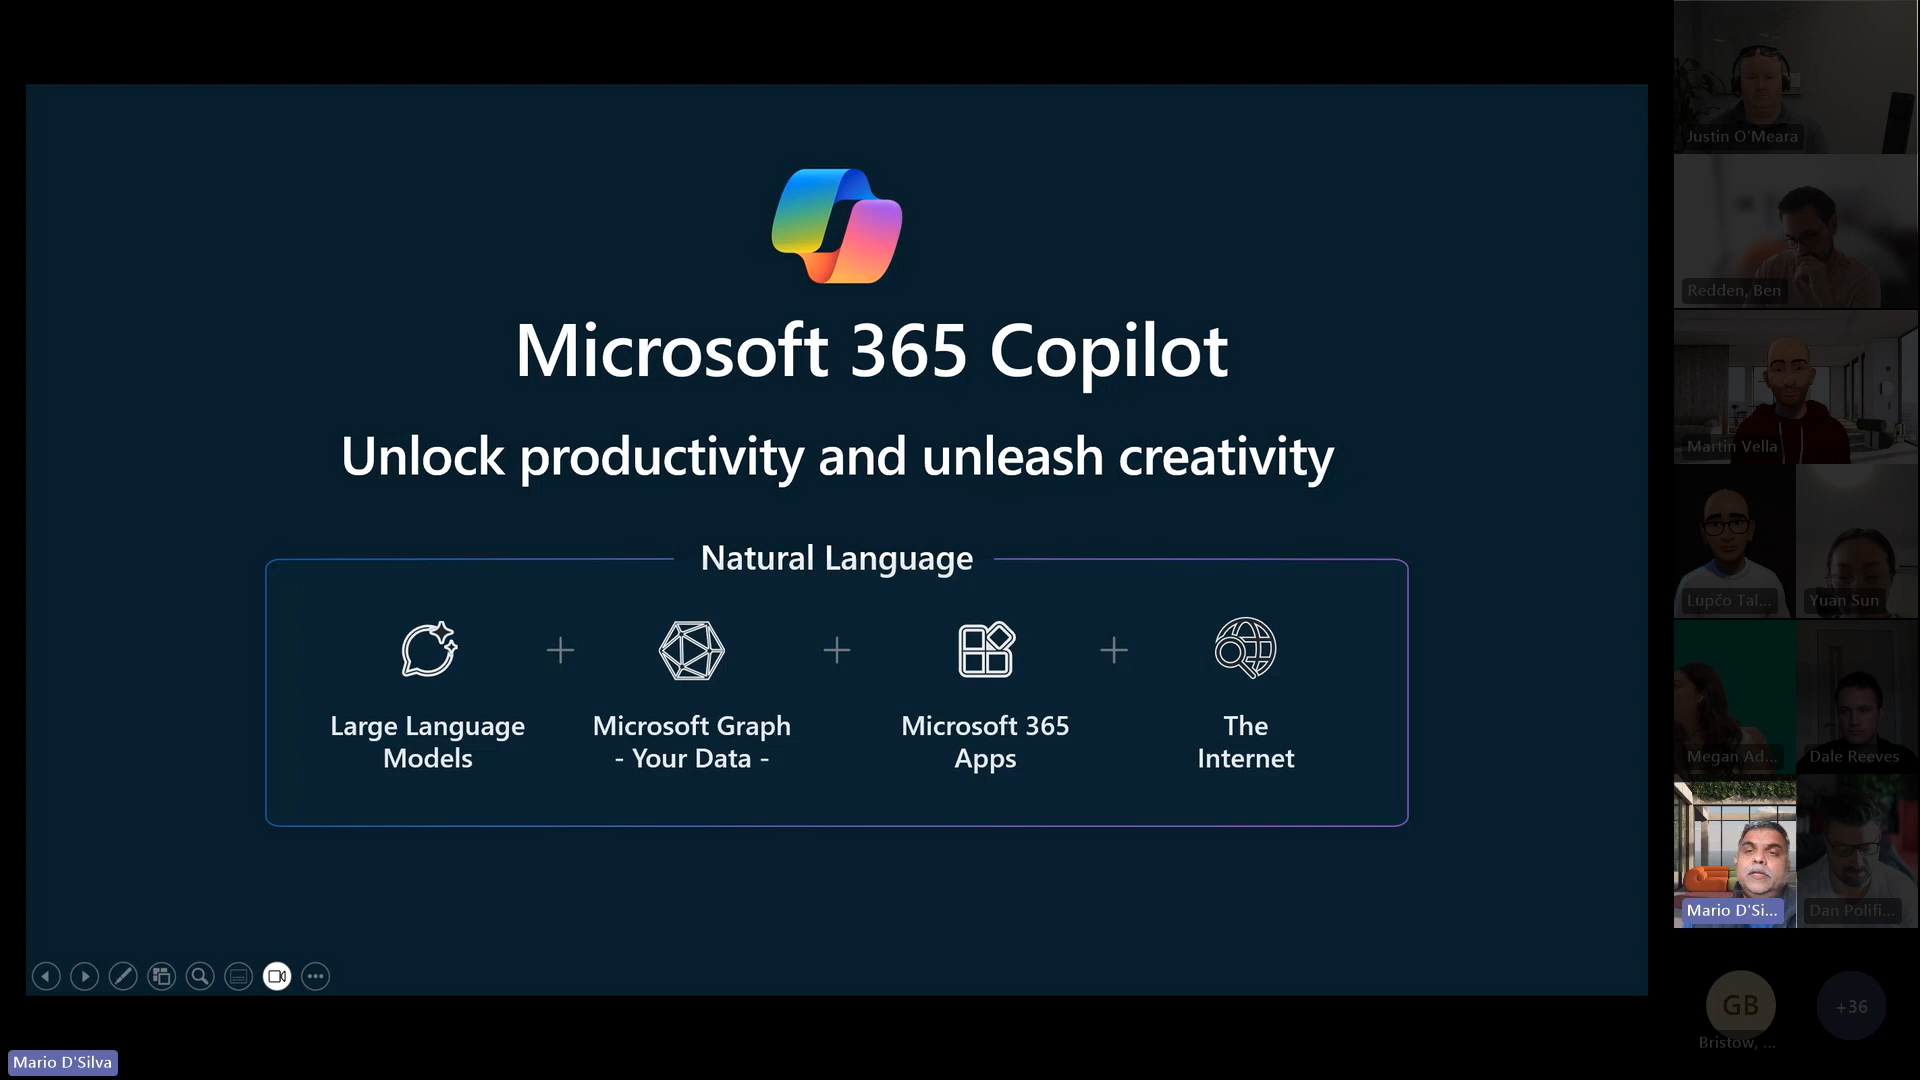 Microsoft 365 Copilot
Unlock productivity and unleash creativity
Natural Language
Large Language
Models
Microsoft Graph
- Your Data -
Microsoft 365
Apps
The
Internet
Mario D'Silva
Justin O'Meara
Redden, Ben
Martin Vella
Lupčo Tal...
Yuan Sun
Megan Ad...
Dale Reeves
Mario D'Si...
Dan Polifi...
GB
Bristow, ...
+36